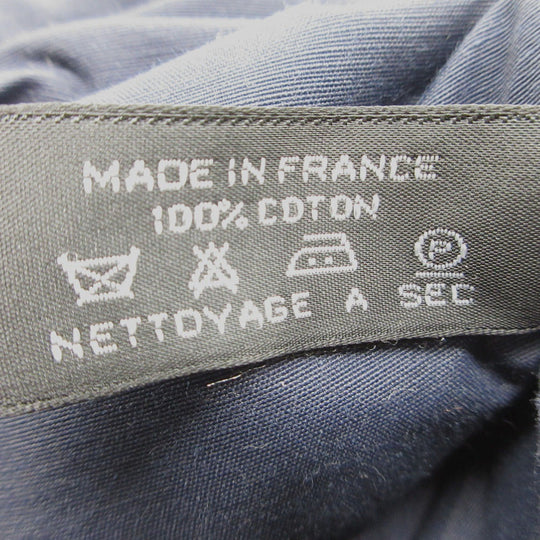 MADE IN FRANCE
100% COTON
P
NETTOYAGE A SEC